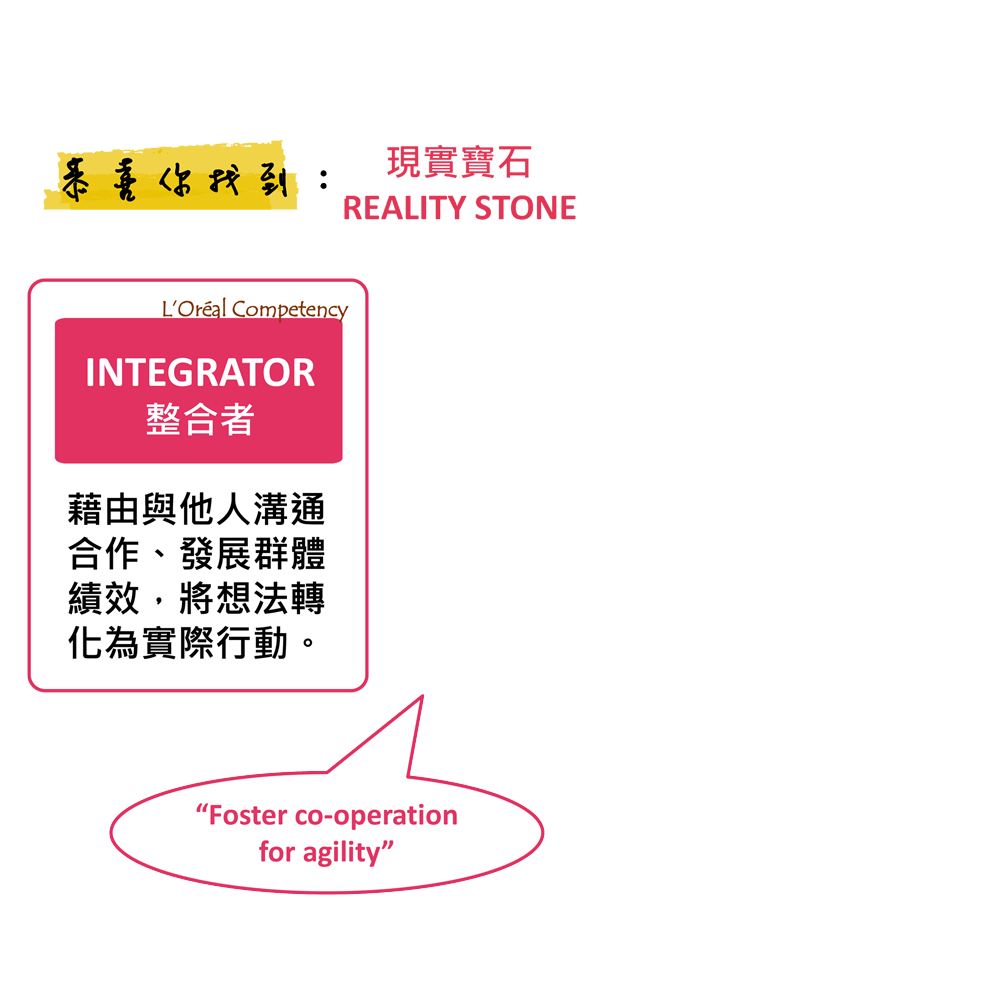 恭喜你找到：
現實寶石
REALITY STONE
L’Oréal Competency
INTEGRATOR
整合者
藉由與他人溝通
合作、發展群體
績效，將想法轉
化為實際行動。
“Foster co-operation
for agility”